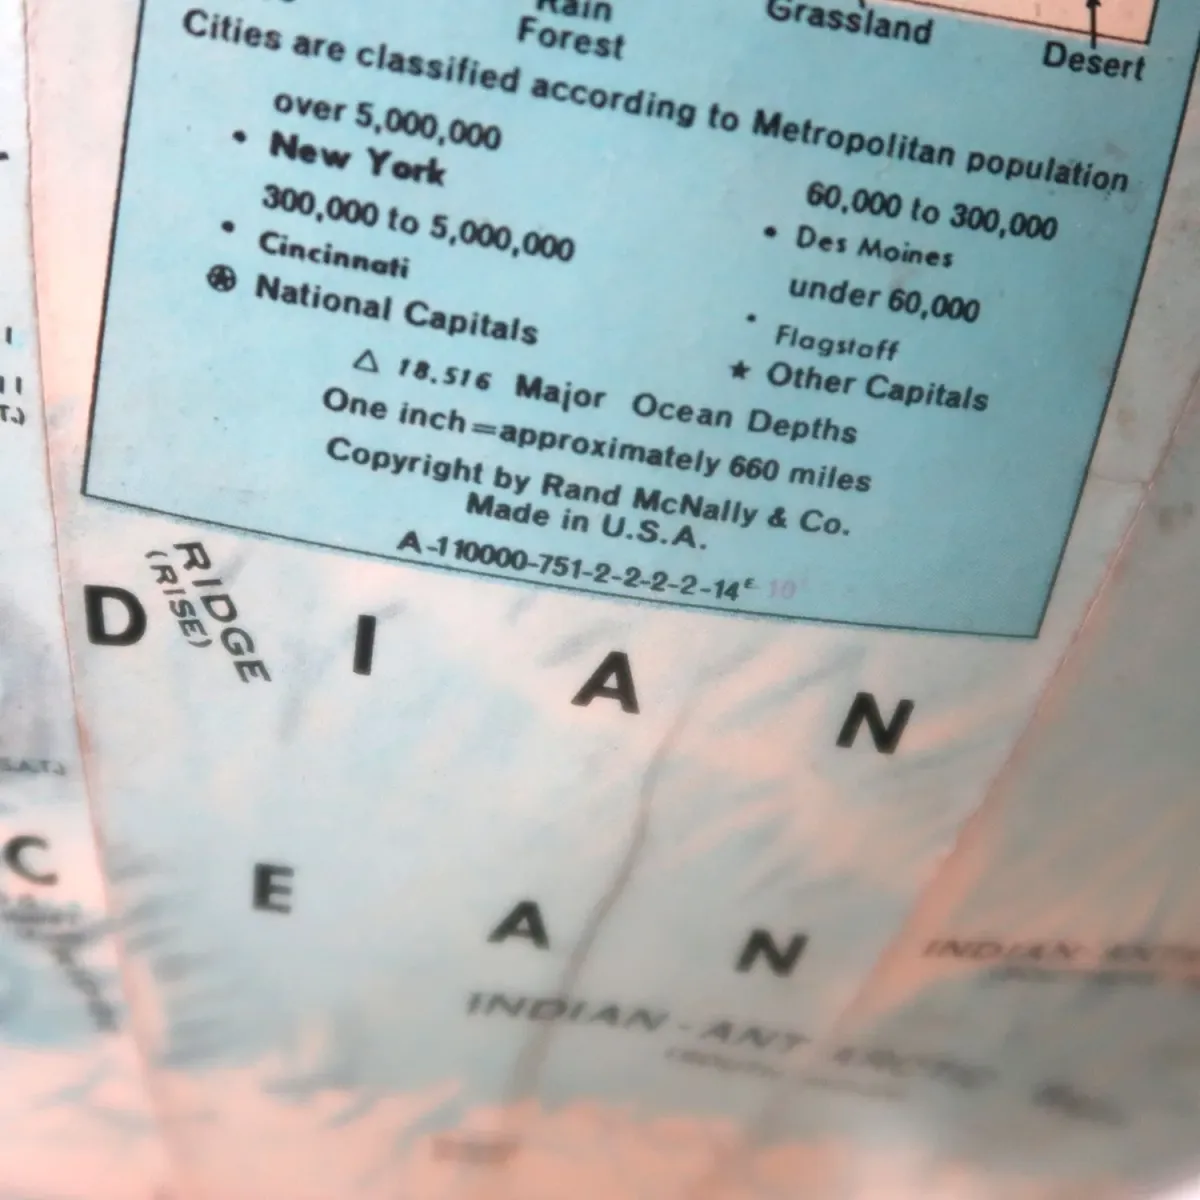 Rain
Forest
Grassland
Desert
Cities are classified according to Metropolitan population
over 5,000,000
• New York
300,000 to 5,000,000
• Cincinnati
⍟ National Capitals
60,000 to 300,000
• Des Moines
under 60,000
• Flagstaff
★ Other Capitals
△ 18,516 Major Ocean Depths
One inch=approximately 660 miles
Copyright by Rand McNally & Co.
Made in U.S.A.
A-110000-751-2-2-2-2-14ᴱ 10
RIDGE
(RISE)
D I A N
C E A N
INDIAN-ANTARCTIC
INDIAN-